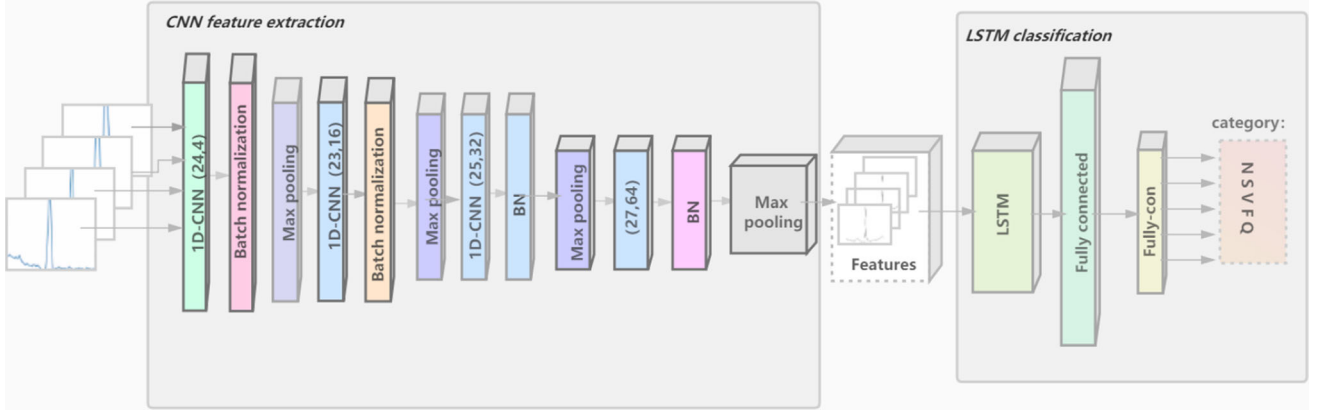 CNN feature extraction
1D-CNN (24,4)
Batch normalization
Max pooling
1D-CNN (23,16)
Batch normalization
Max pooling
1D-CNN (25,32)
BN
Max pooling
(27,64)
BN
Max
pooling
Features
LSTM classification
LSTM
Fully connected
Fully-con
category:
N S V F Q